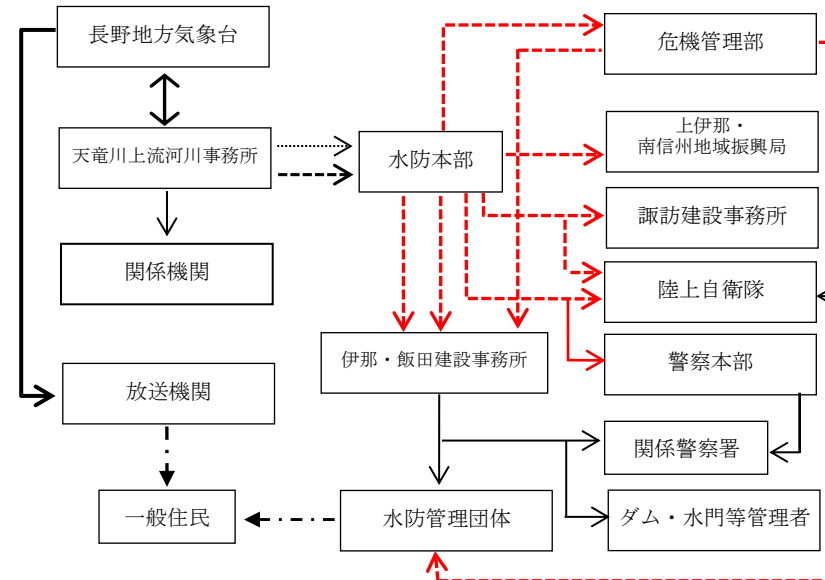 長野地方気象台
危機管理部
上伊那・
南信州地域振興局
天竜川上流河川事務所
水防本部
諏訪建設事務所
関係機関
陸上自衛隊
伊那・飯田建設事務所
警察本部
放送機関
関係警察署
一般住民
水防管理団体
ダム・水門等管理者